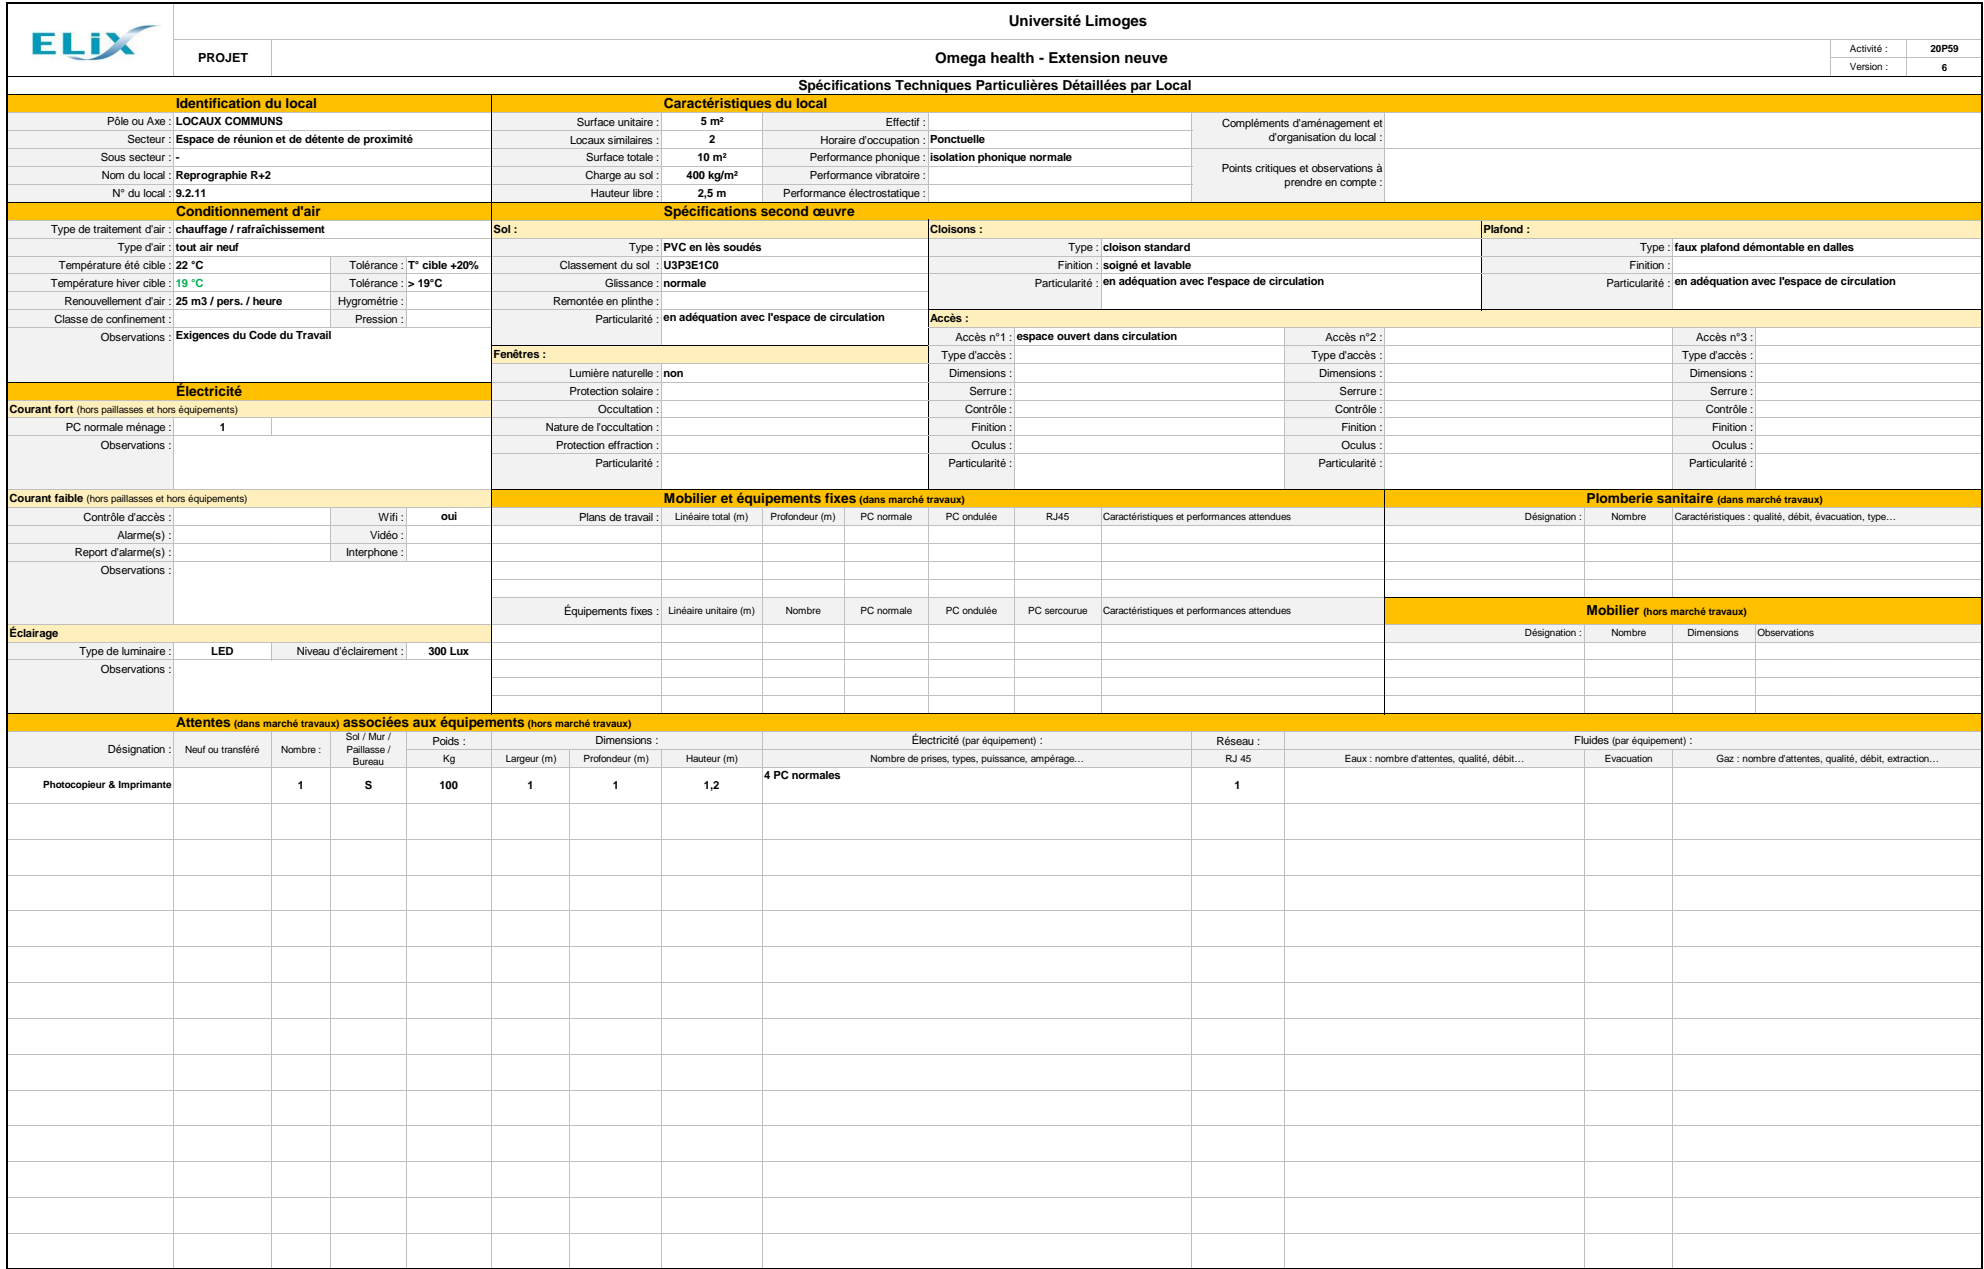 ELiX
Université Limoges
PROJET
Omega health - Extension neuve
Activité : 20P59
Version : 6
Spécifications Techniques Particulières Détaillées par Local
Identification du local
Pôle ou Axe : LOCAUX COMMUNS
Secteur : Espace de réunion et de détente de proximité
Sous secteur : -
Nom du local : Reprographie R+2
N° du local : 9.2.11
Caractéristiques du local
Surface unitaire : 5 m² Effectif :
Locaux similaires : 2 Horaire d'occupation : Ponctuelle
Surface totale : 10 m² Performance phonique : isolation phonique normale
Charge au sol : 400 kg/m² Performance vibratoire :
Hauteur libre : 2,5 m Performance électrostatique :
Compléments d'aménagement et
d'organisation du local :
Points critiques et observations à
prendre en compte :
Conditionnement d'air
Type de traitement d'air : chauffage / rafraîchissement
Type d'air : tout air neuf
Température été cible : 22 °C Tolérance : T° cible +20%
Température hiver cible : 19 °C Tolérance : > 19°C
Renouvellement d'air : 25 m3 / pers. / heure Hygrométrie :
Classe de confinement : Pression :
Observations : Exigences du Code du Travail
Spécifications second œuvre
Sol :
Type : PVC en lès soudés
Classement du sol : U3P3E1C0
Glissance : normale
Remontée en plinthe :
Particularité : en adéquation avec l'espace de circulation
Cloisons :
Type : cloison standard
Finition : soigné et lavable
Particularité : en adéquation avec l'espace de circulation
Plafond :
Type : faux plafond démontable en dalles
Finition :
Particularité : en adéquation avec l'espace de circulation
Fenêtres :
Lumière naturelle : non
Protection solaire :
Occultation :
Nature de l'occultation :
Protection effraction :
Particularité :
Accès :
Accès n°1 : espace ouvert dans circulation Accès n°2 : Accès n°3 :
Type d'accès : Type d'accès : Type d'accès :
Dimensions : Dimensions : Dimensions :
Serrure : Serrure : Serrure :
Contrôle : Contrôle : Contrôle :
Finition : Finition : Finition :
Oculus : Oculus : Oculus :
Particularité : Particularité : Particularité :
Électricité
Courant fort (hors paillasses et hors équipements)
PC normale ménage : 1
Observations :
Courant faible (hors paillasses et hors équipements)
Contrôle d'accès : Wifi : oui
Alarme(s) : Vidéo :
Report d'alarme(s) : Interphone :
Observations :
Éclairage
Type de luminaire : LED Niveau d'éclairement : 300 Lux
Observations :
Mobilier et équipements fixes (dans marché travaux)
Plans de travail : Linéaire total (m) Profondeur (m) PC normale PC ondulée RJ45 Caractéristiques et performances attendues
Équipements fixes : Linéaire unitaire (m) Nombre PC normale PC ondulée PC sercourue Caractéristiques et performances attendues
Plomberie sanitaire (dans marché travaux)
Désignation : Nombre Caractéristiques : qualité, débit, évacuation, type…
Mobilier (hors marché travaux)
Désignation : Nombre Dimensions Observations
Attentes (dans marché travaux) associées aux équipements (hors marché travaux)
Désignation : Neuf ou transféré Nombre :
Sol / Mur /
Paillasse /
Bureau
Poids : Dimensions : Électricité (par équipement) : Réseau : Fluides (par équipement) :
Kg Largeur (m) Profondeur (m) Hauteur (m) Nombre de prises, types, puissance, ampérage… RJ 45 Eaux : nombre d'attentes, qualité, débit… Evacuation Gaz : nombre d'attentes, qualité, débit, extraction…
Photocopieur & Imprimante 1 S 100 1 1 1,2 4 PC normales 1